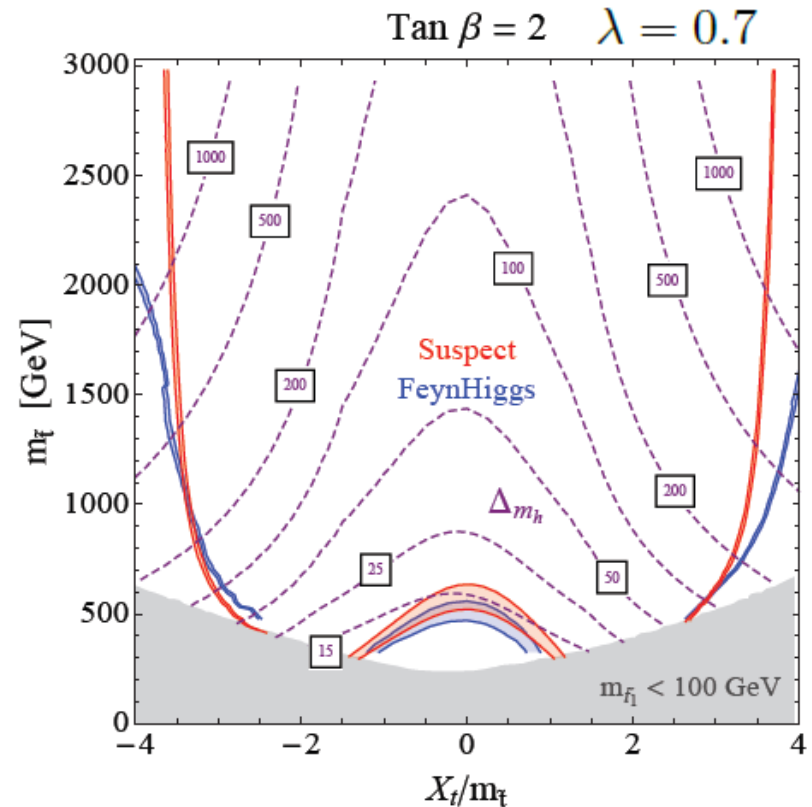 Tan β = 2 λ = 0.7
3000
2500
2000
1500
1000
500
0
m_t̃ [GeV]
1000
1000
500
500
100
Suspect
FeynHiggs
200
200
Δ_{m_h}
25
50
15
m_{t̃_1} < 100 GeV
−4 −2 0 2 4
X_t/m_t̃